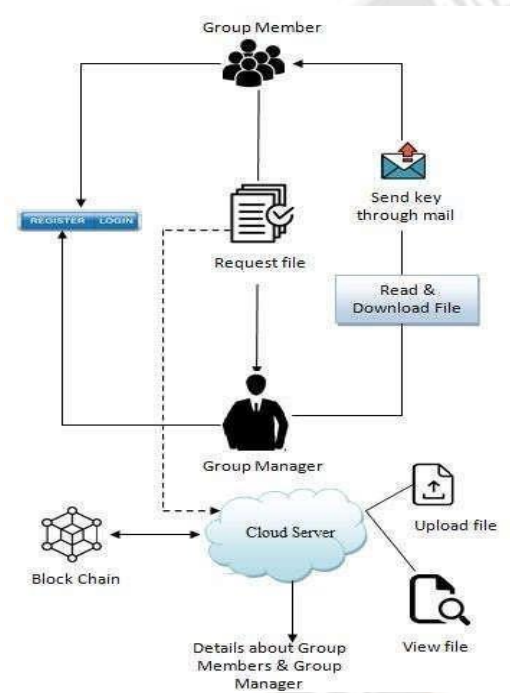 Group Member
REGISTER LOGIN
Send key
through mail
Request file
Read &
Download File
Group Manager
Cloud Server
Upload file
Block Chain
View file
Details about Group
Members & Group
Manager